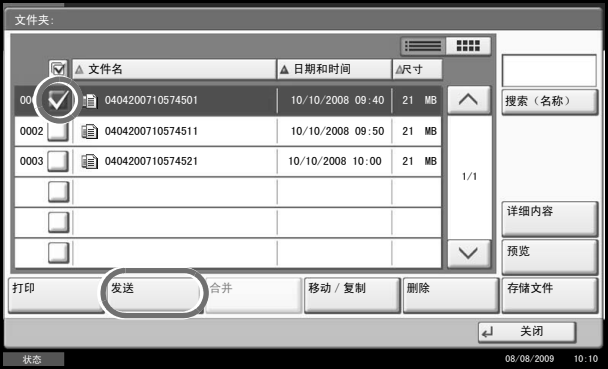 文件夹:
文件名 日期和时间 尺寸
0404200710574501 10/10/2008 09:40 21 MB
搜索（名称）
0002 0404200710574511 10/10/2008 09:50 21 MB
0003 0404200710574521 10/10/2008 10:00 21 MB
1/1
详细内容
预览
打印 发送 合并 移动 / 复制 删除 存储文件
关闭
状态 08/08/2009 10:10